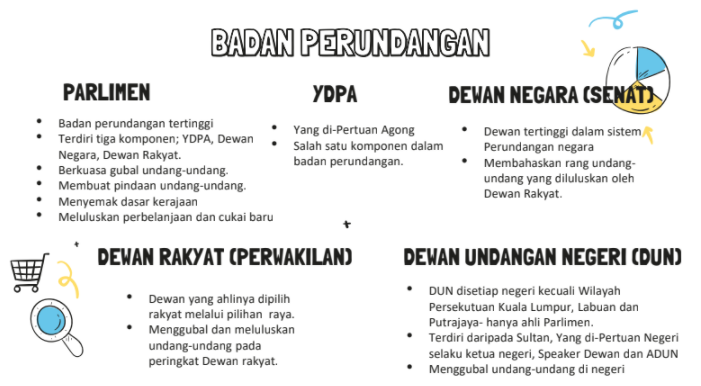 BADAN PERUNDANGAN
PARLIMEN
• Badan perundangan tertinggi
• Terdiri tiga komponen; YDPA, Dewan
Negara, Dewan Rakyat.
• Berkuasa gubal undang-undang.
• Membuat pindaan undang-undang.
• Menyemak dasar kerajaan
• Meluluskan perbelanjaan dan cukai baru
YDPA
• Yang di-Pertuan Agong
• Salah satu komponen dalam
badan perundangan.
DEWAN NEGARA (SENAT)
• Dewan tertinggi dalam sistem
Perundangan negara
• Membahaskan rang undang-
undang yang diluluskan oleh
Dewan Rakyat.
DEWAN RAKYAT (PERWAKILAN)
• Dewan yang ahlinya dipilih
rakyat melalui pilihan raya.
• Menggubal dan meluluskan
undang-undang pada
peringkat Dewan rakyat.
DEWAN UNDANGAN NEGERI (DUN)
• DUN disetiap negeri kecuali Wilayah
Persekutuan Kuala Lumpur, Labuan dan
Putrajaya- hanya ahli Parlimen.
• Terdiri daripada Sultan, Yang di-Pertuan Negeri
selaku ketua negeri, Speaker Dewan dan ADUN
• Menggubal undang-undang di negeri